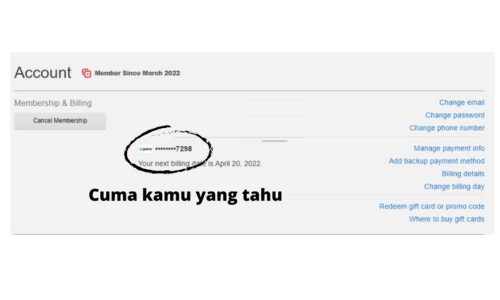 Account Member Since March 2022
Membership & Billing
Cancel Membership
Change email
Change password
Change phone number
********7298
Your next billing date is April 20, 2022.
Manage payment info
Add backup payment method
Billing details
Change billing day
Cuma kamu yang tahu
Redeem gift card or promo code
Where to buy gift cards